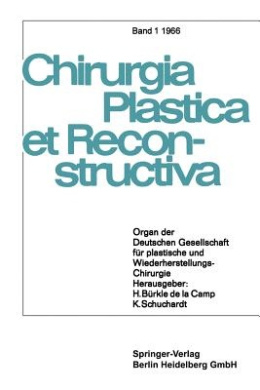 Band 1 1966
Chirurgia
Plastica
et Recon-
structiva
Organ der
Deutschen Gesellschaft
für plastische und
Wiederherstellungs-
Chirurgie
Herausgeber:
H.Bürkle de la Camp
K.Schuchardt
Springer-Verlag
Berlin Heidelberg GmbH